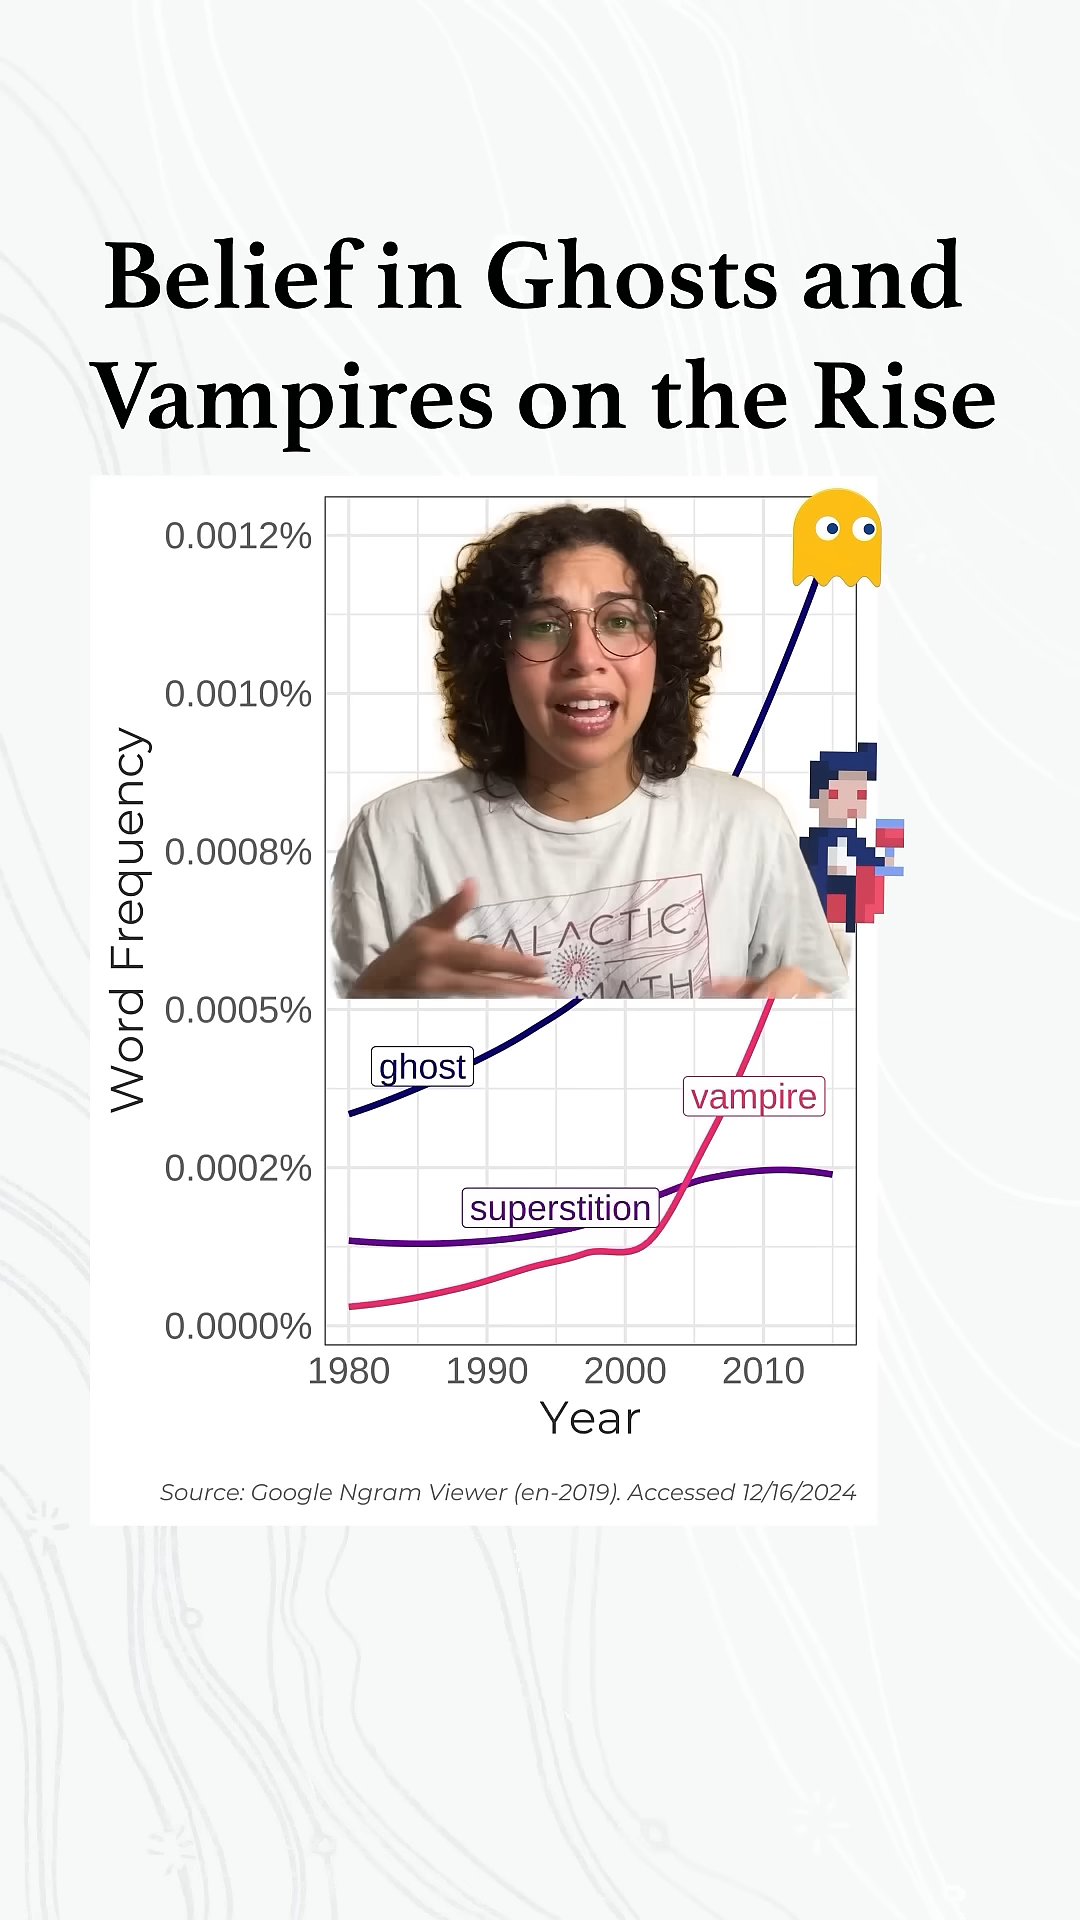 Belief in Ghosts and
Vampires on the Rise
0.0012%
0.0010%
0.0008%
0.0005%
0.0002%
0.0000%
Word Frequency
GALACTIC
MATH
ghost
vampire
superstition
1980 1990 2000 2010
Year
Source: Google Ngram Viewer (en-2019). Accessed 12/16/2024